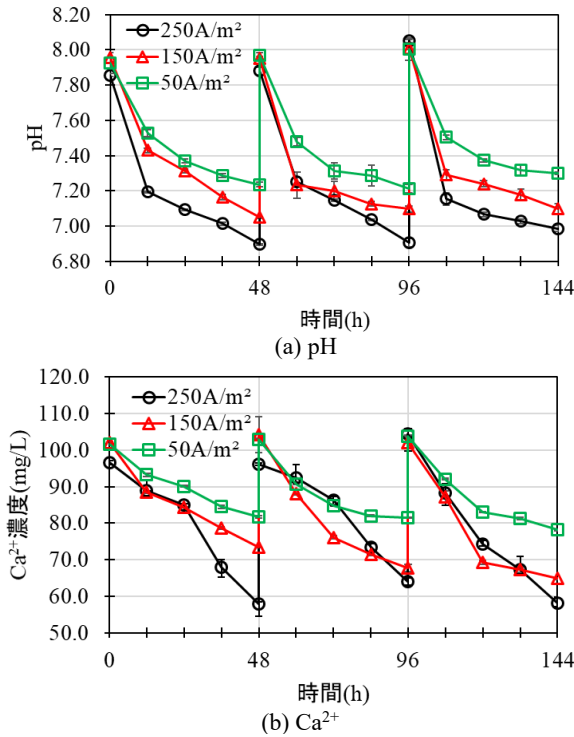 8.20
8.00
7.80
7.60
7.40
7.20
7.00
6.80
pH
250A/m²
150A/m²
50A/m²
0
48
96
144
時間(h)
(a) pH
120.0
110.0
100.0
90.0
80.0
70.0
60.0
50.0
Ca²⁺濃度(mg/L)
250A/m²
150A/m²
50A/m²
0
48
96
144
時間(h)
(b) Ca²⁺